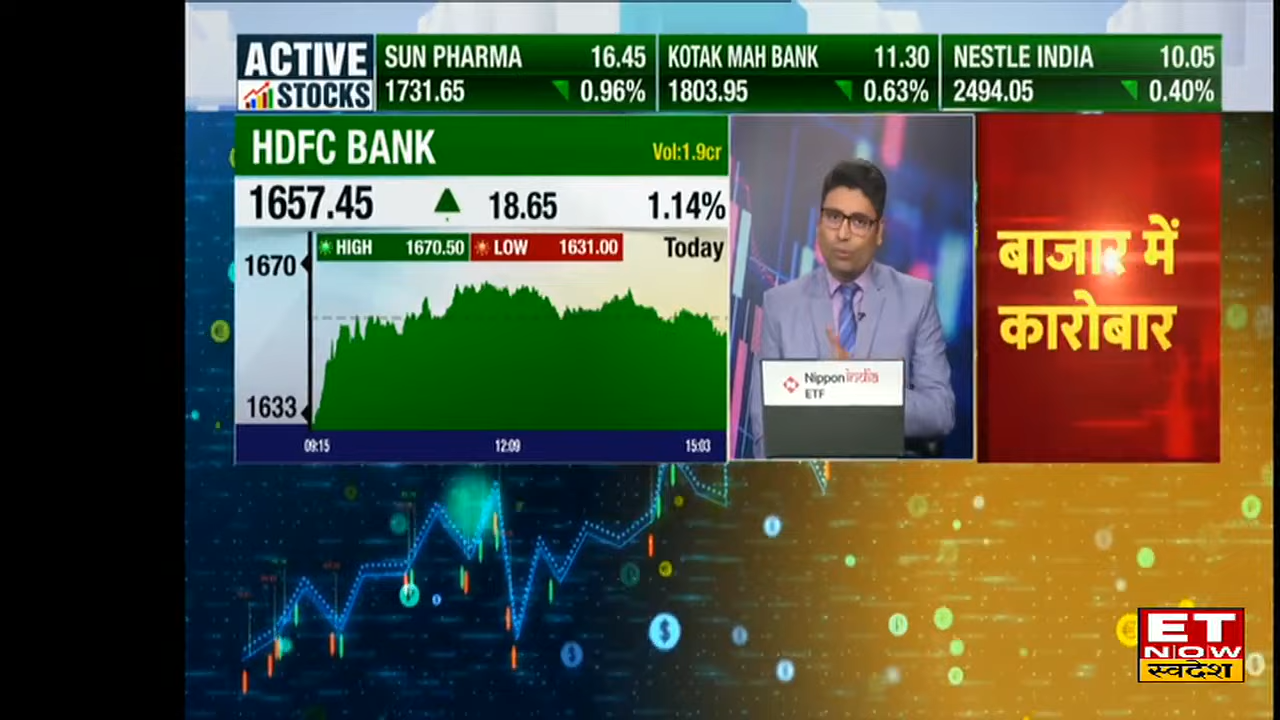 ACTIVE STOCKS
SUN PHARMA 16.45
1731.65 0.96%
KOTAK MAH BANK 11.30
1803.95 0.63%
NESTLE INDIA 10.05
2494.05 0.40%
HDFC BANK Vol:1.9cr
1657.45 18.65 1.14%
HIGH 1670.50 LOW 1631.00 Today
1670
1633
09:15 12:09 15:03
Nippon india
ETF
बाजार में
कारोबार
ET
NOW
स्वदेश